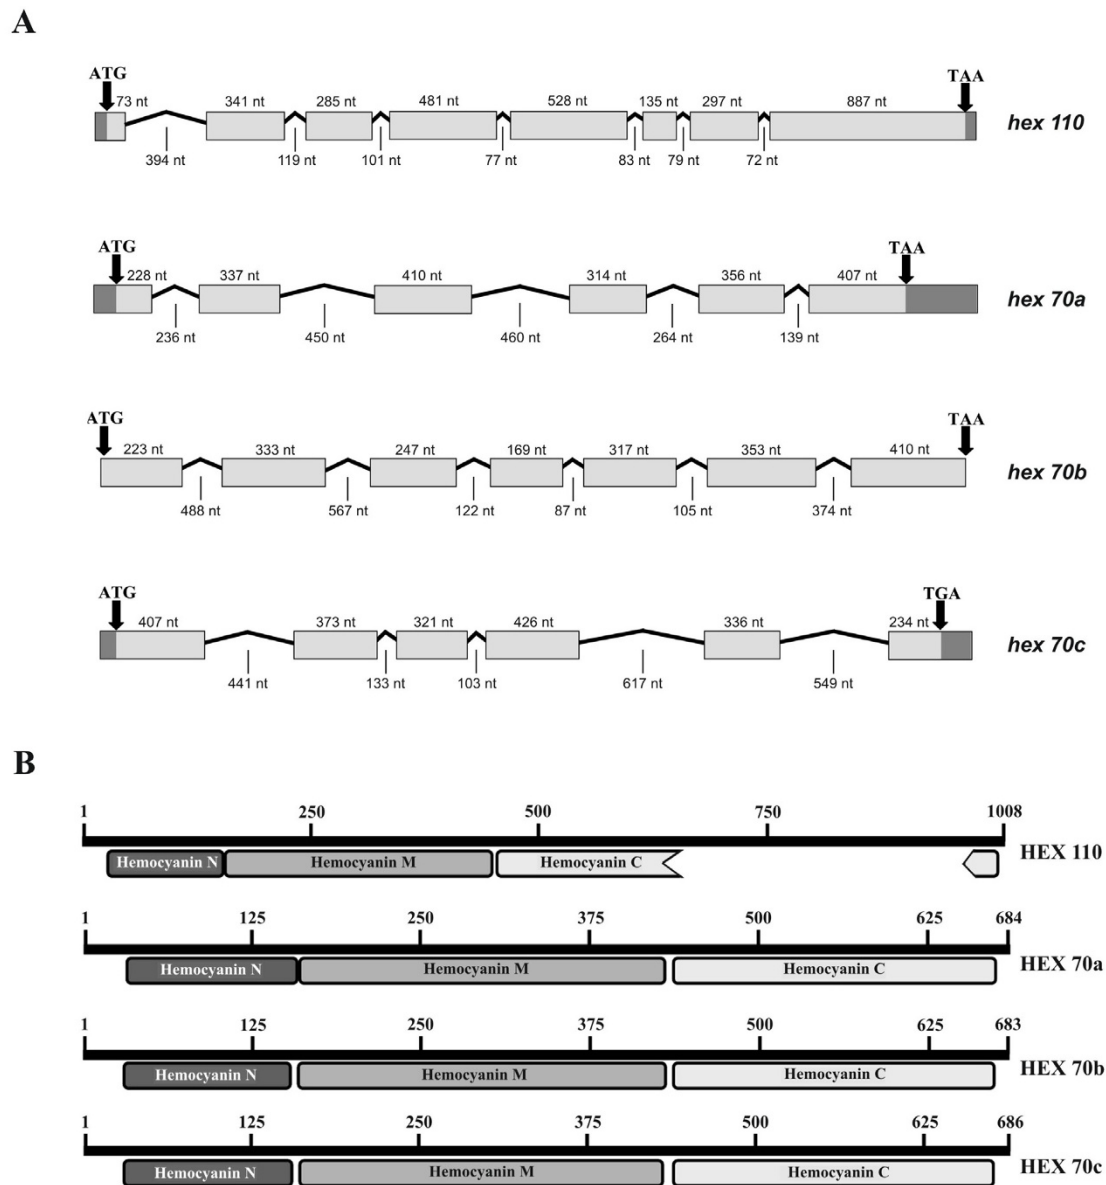 A
ATG TAA
73 nt 341 nt 285 nt 481 nt 528 nt 135 nt 297 nt 887 nt
hex 110
394 nt 119 nt 101 nt 77 nt 83 nt 79 nt 72 nt
ATG TAA
228 nt 337 nt 410 nt 314 nt 356 nt 407 nt
hex 70a
236 nt 450 nt 460 nt 264 nt 139 nt
ATG TAA
223 nt 333 nt 247 nt 169 nt 317 nt 353 nt 410 nt
hex 70b
488 nt 567 nt 122 nt 87 nt 105 nt 374 nt
ATG TGA
407 nt 373 nt 321 nt 426 nt 336 nt 234 nt
hex 70c
441 nt 133 nt 103 nt 617 nt 549 nt
B
1 250 500 750 1008
HEX 110
Hemocyanin N Hemocyanin M Hemocyanin C
1 125 250 375 500 625 684
HEX 70a
Hemocyanin N Hemocyanin M Hemocyanin C
1 125 250 375 500 625 683
HEX 70b
Hemocyanin N Hemocyanin M Hemocyanin C
1 125 250 375 500 625 686
HEX 70c
Hemocyanin N Hemocyanin M Hemocyanin C